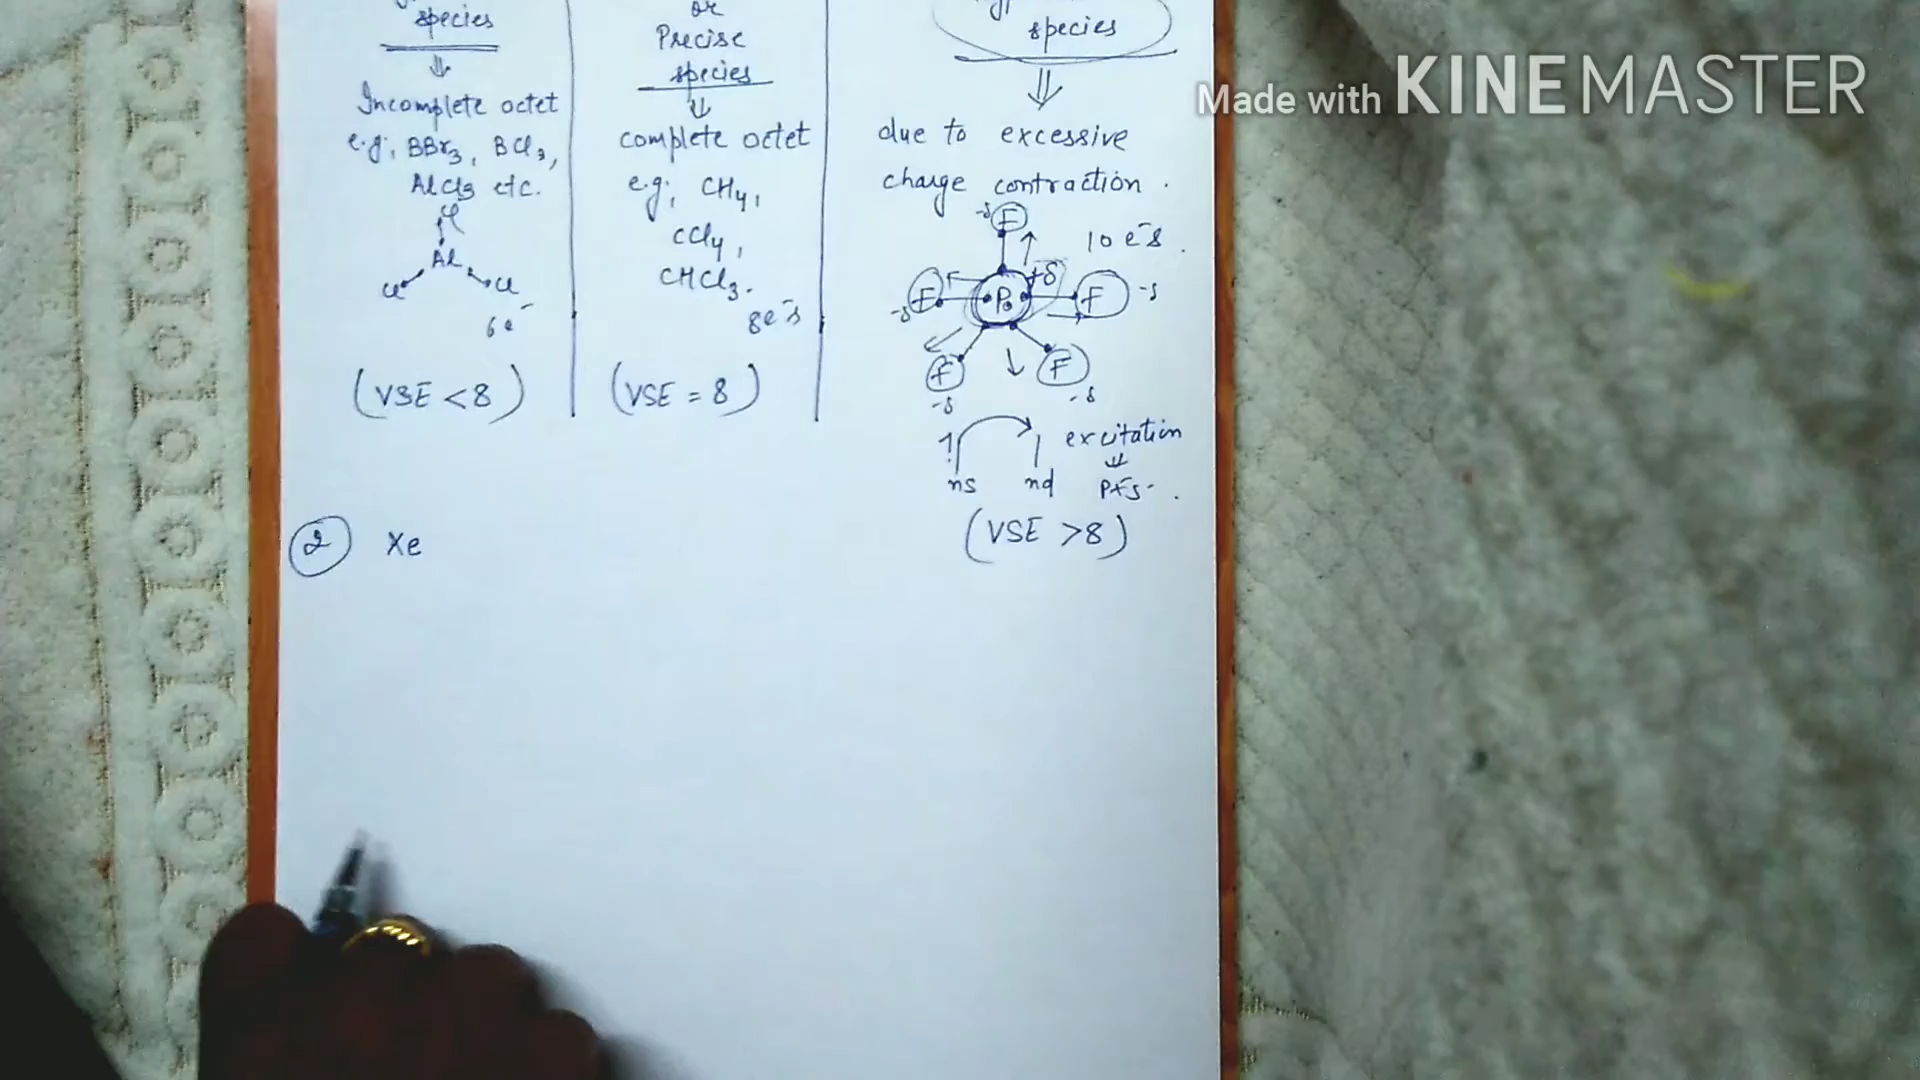 species
Incomplete octet
e.g; BBr3, BCl3,
AlCl3 etc.
Cl
Al
Cl Cl
6e-
(VSE < 8)
or
Precise
species
complete octet
e.g; CH4,
CCl4,
CHCl3.
8e-s
(VSE = 8)
species
due to excessive
charge contraction.
-δ F
10 e-s.
+δ
F P F -δ
-δ
F F
-δ -δ
excitation
ns nd PF5.
(VSE >8)
2 Xe
Made with KINEMASTER